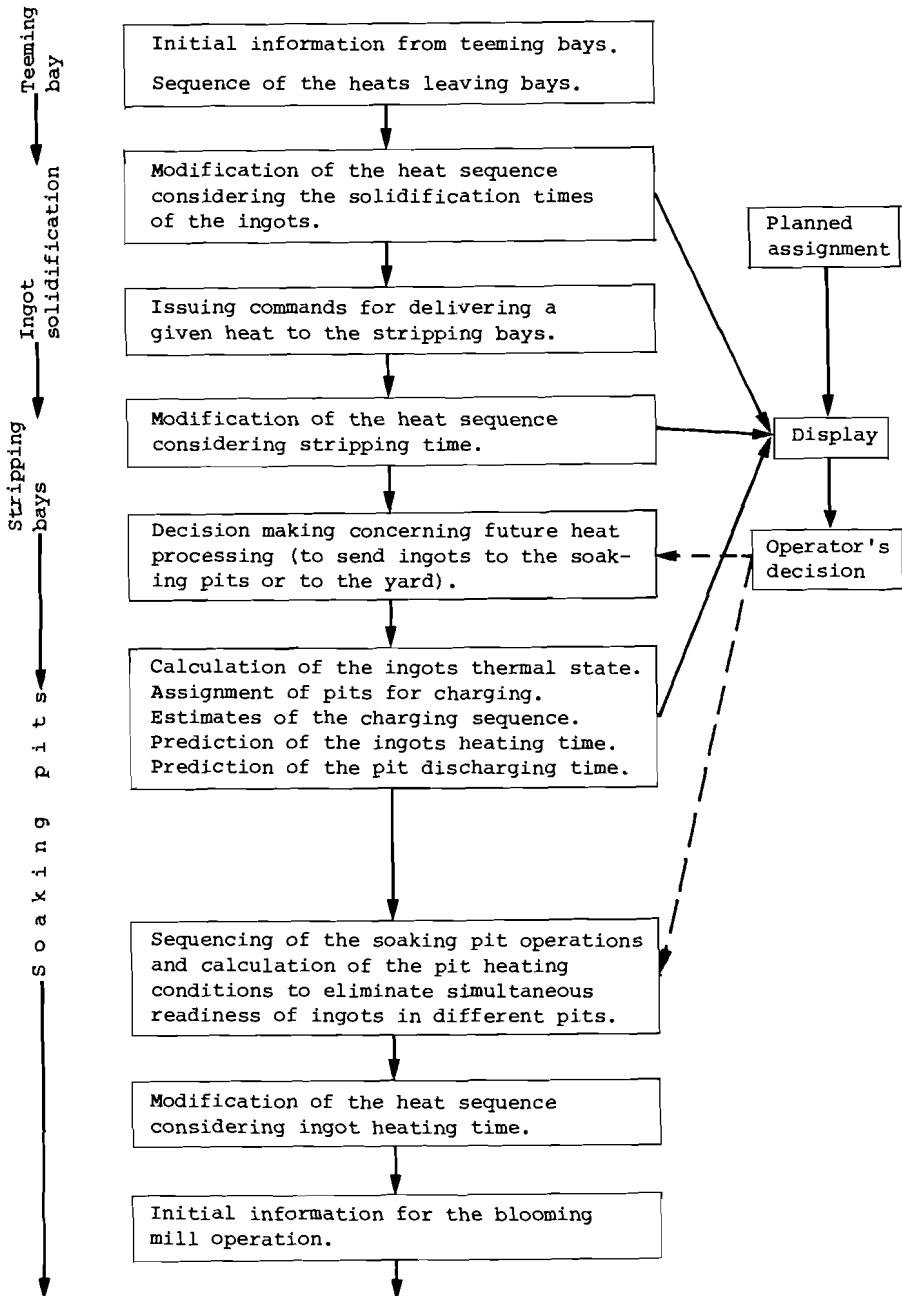 Teeming
bay
Ingot
solidification
Stripping
bays
Soaking pits
Initial information from teeming bays.
Sequence of the heats leaving bays.
Modification of the heat sequence
considering the solidification times
of the ingots.
Issuing commands for delivering a
given heat to the stripping bays.
Modification of the heat sequence
considering stripping time.
Decision making concerning future heat
processing (to send ingots to the soak-
ing pits or to the yard).
Calculation of the ingots thermal state.
Assignment of pits for charging.
Estimates of the charging sequence.
Prediction of the ingots heating time.
Prediction of the pit discharging time.
Sequencing of the soaking pit operations
and calculation of the pit heating
conditions to eliminate simultaneous
readiness of ingots in different pits.
Modification of the heat sequence
considering ingot heating time.
Initial information for the blooming
mill operation.
Planned
assignment
Display
Operator's
decision